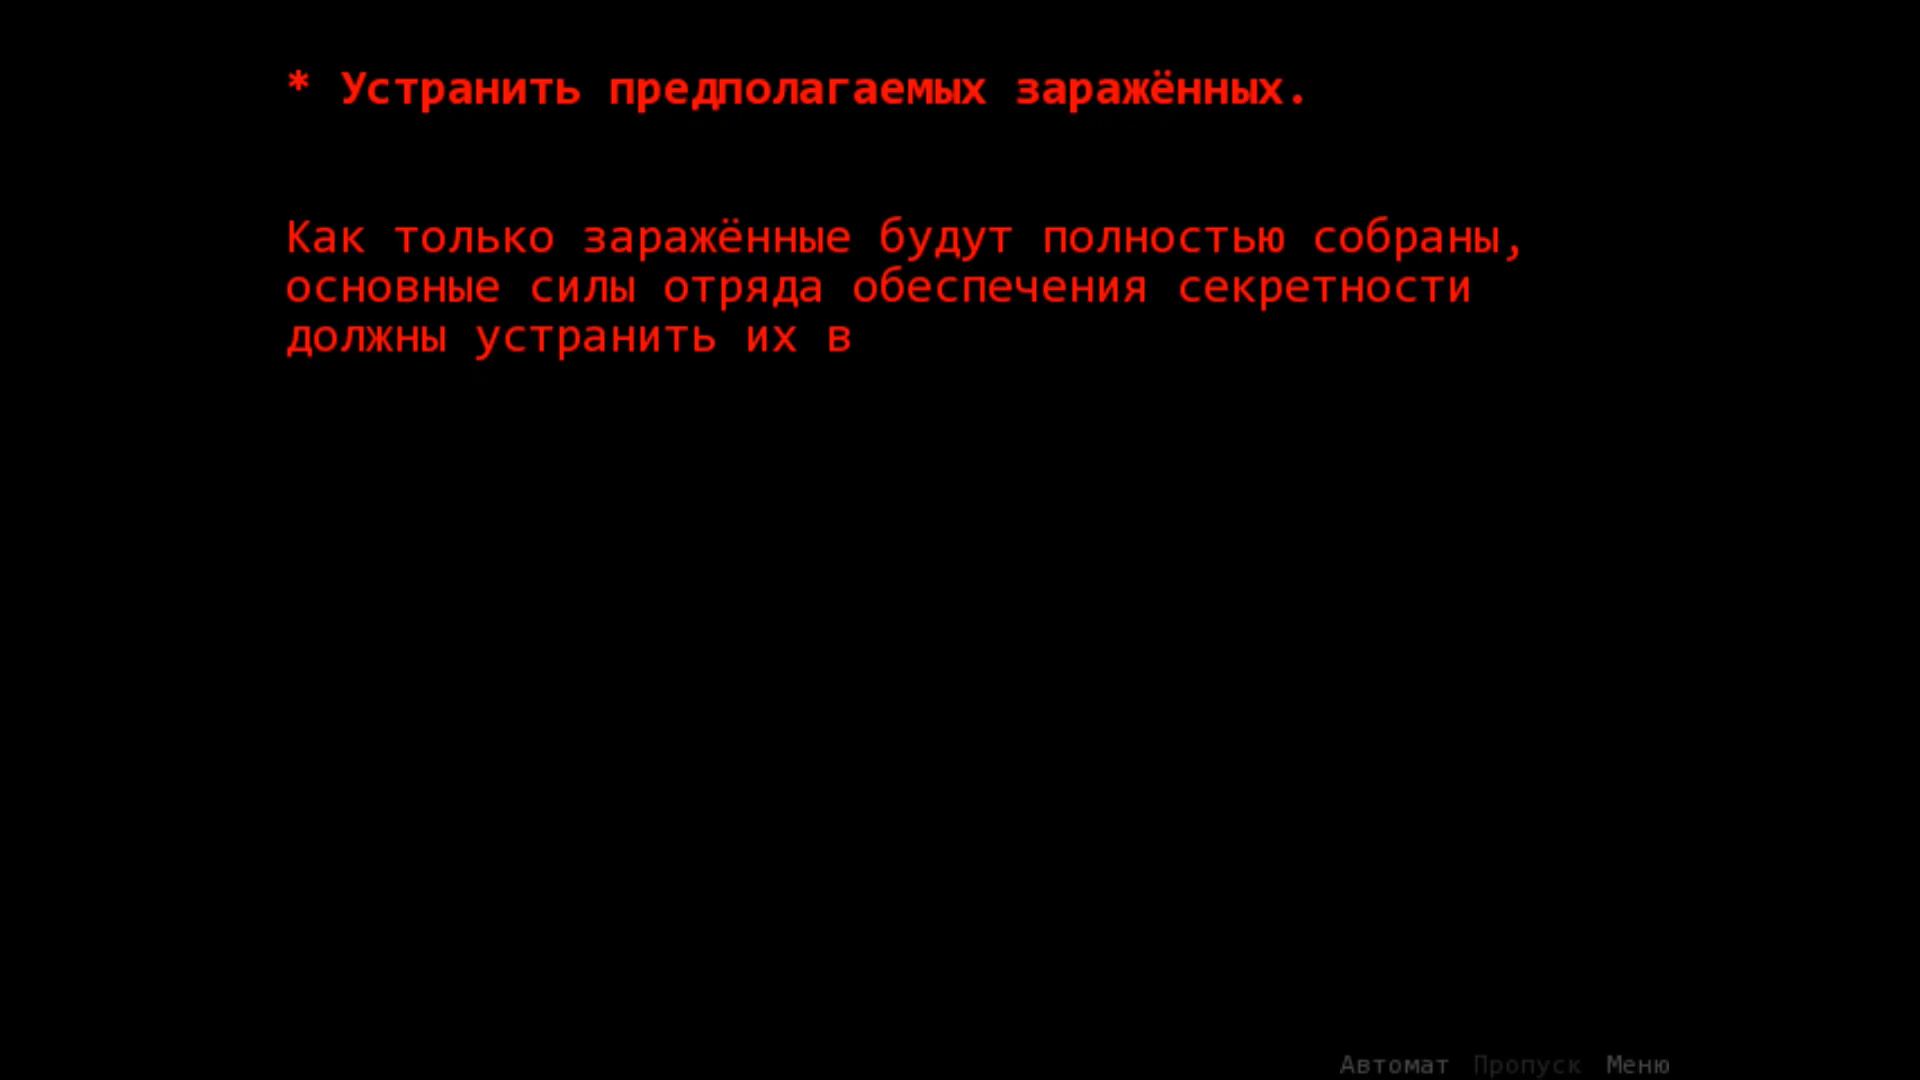 * Устранить предполагаемых заражённых.
Как только заражённые будут полностью собраны,
основные силы отряда обеспечения секретности
должны устранить их в
Автомат Пропуск Меню